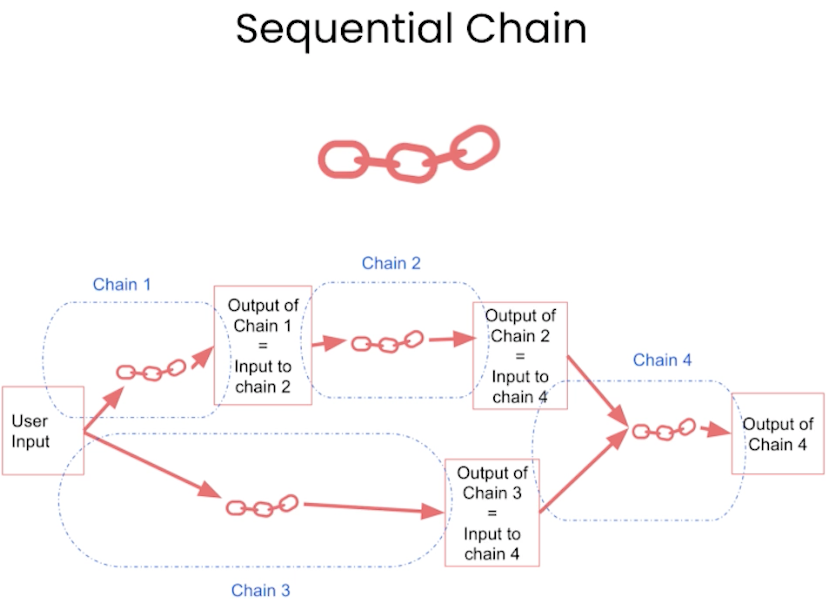 Sequential Chain
Chain 1
Chain 2
Output of
Chain 1
=
Input to
chain 2
Output of
Chain 2
=
Input to
chain 4
Chain 4
User
Input
Output of
Chain 4
Output of
Chain 3
=
Input to
chain 4
Chain 3